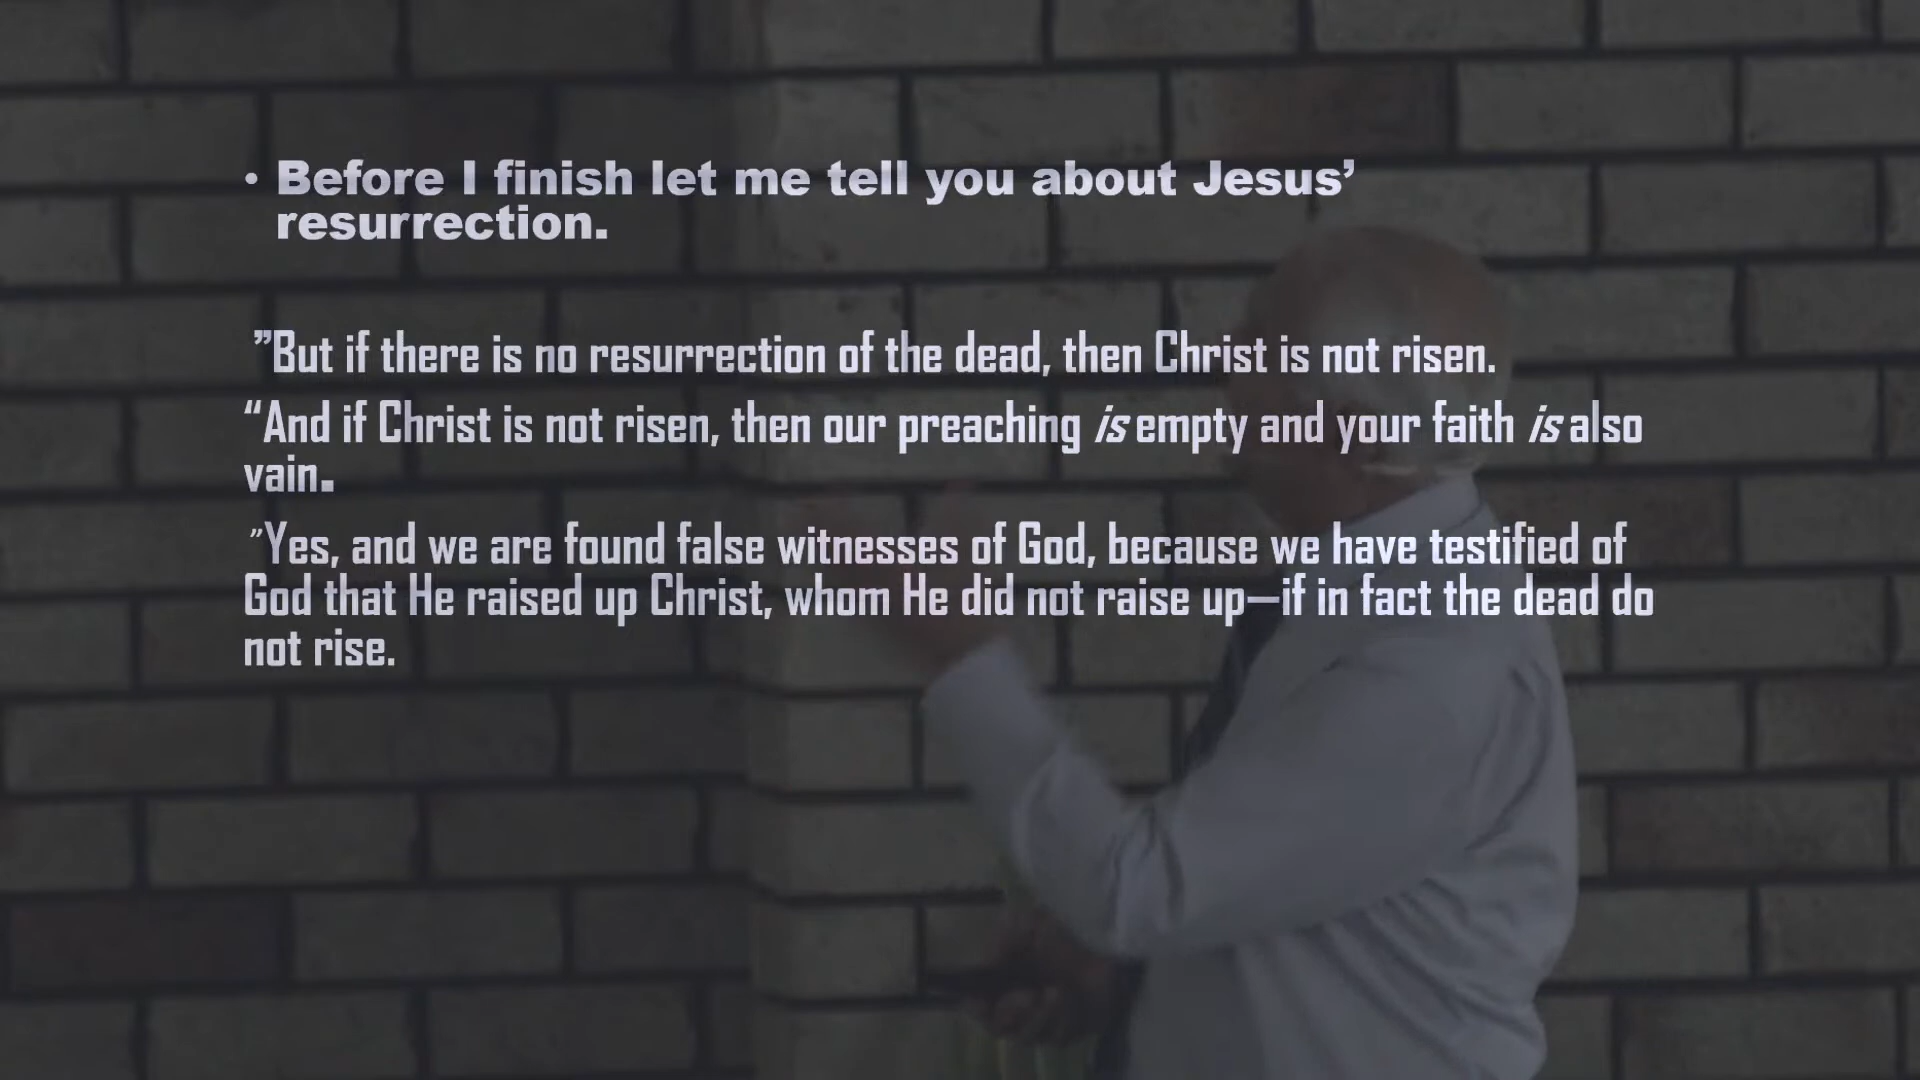 • Before I finish let me tell you about Jesus’
resurrection.
”But if there is no resurrection of the dead, then Christ is not risen.
“And if Christ is not risen, then our preaching is empty and your faith is also
vain.
”Yes, and we are found false witnesses of God, because we have testified of
God that He raised up Christ, whom He did not raise up—if in fact the dead do
not rise.